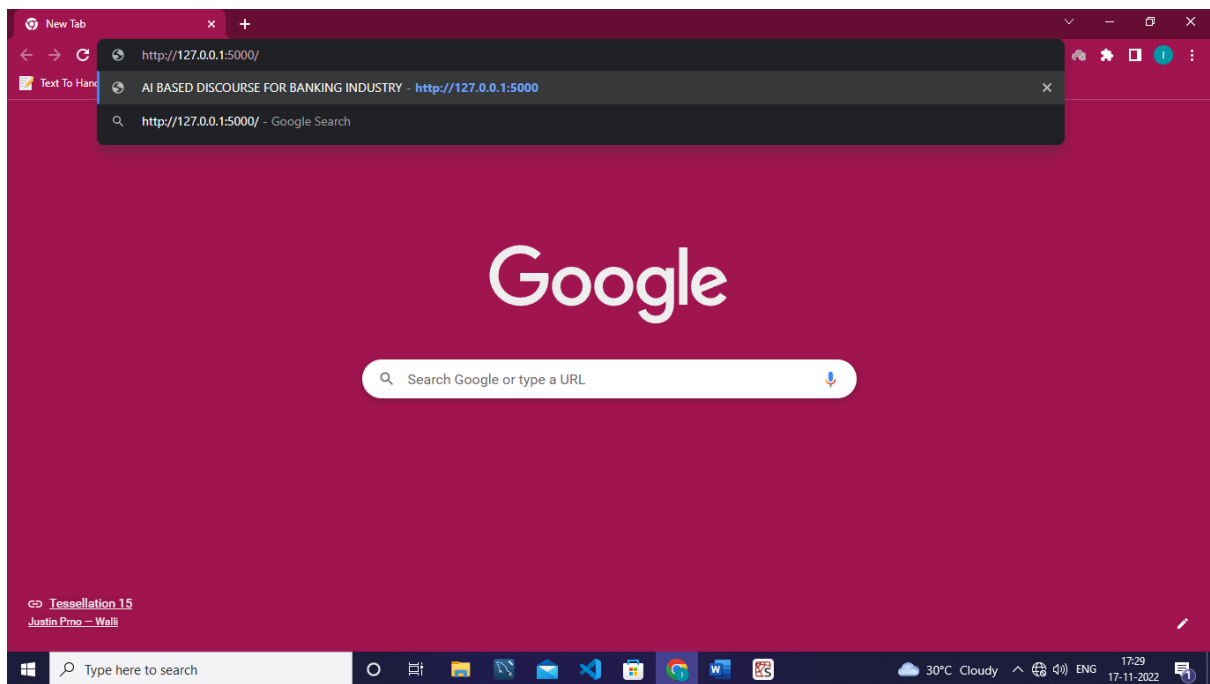 New Tab
http://127.0.0.1:5000/
Text To Hand
AI BASED DISCOURSE FOR BANKING INDUSTRY - http://127.0.0.1:5000
http://127.0.0.1:5000/ - Google Search
I
Google
Search Google or type a URL
Tessellation 15
Justin Prno — Walli
Type here to search
W
30°C Cloudy
ENG
17:29
17-11-2022
1